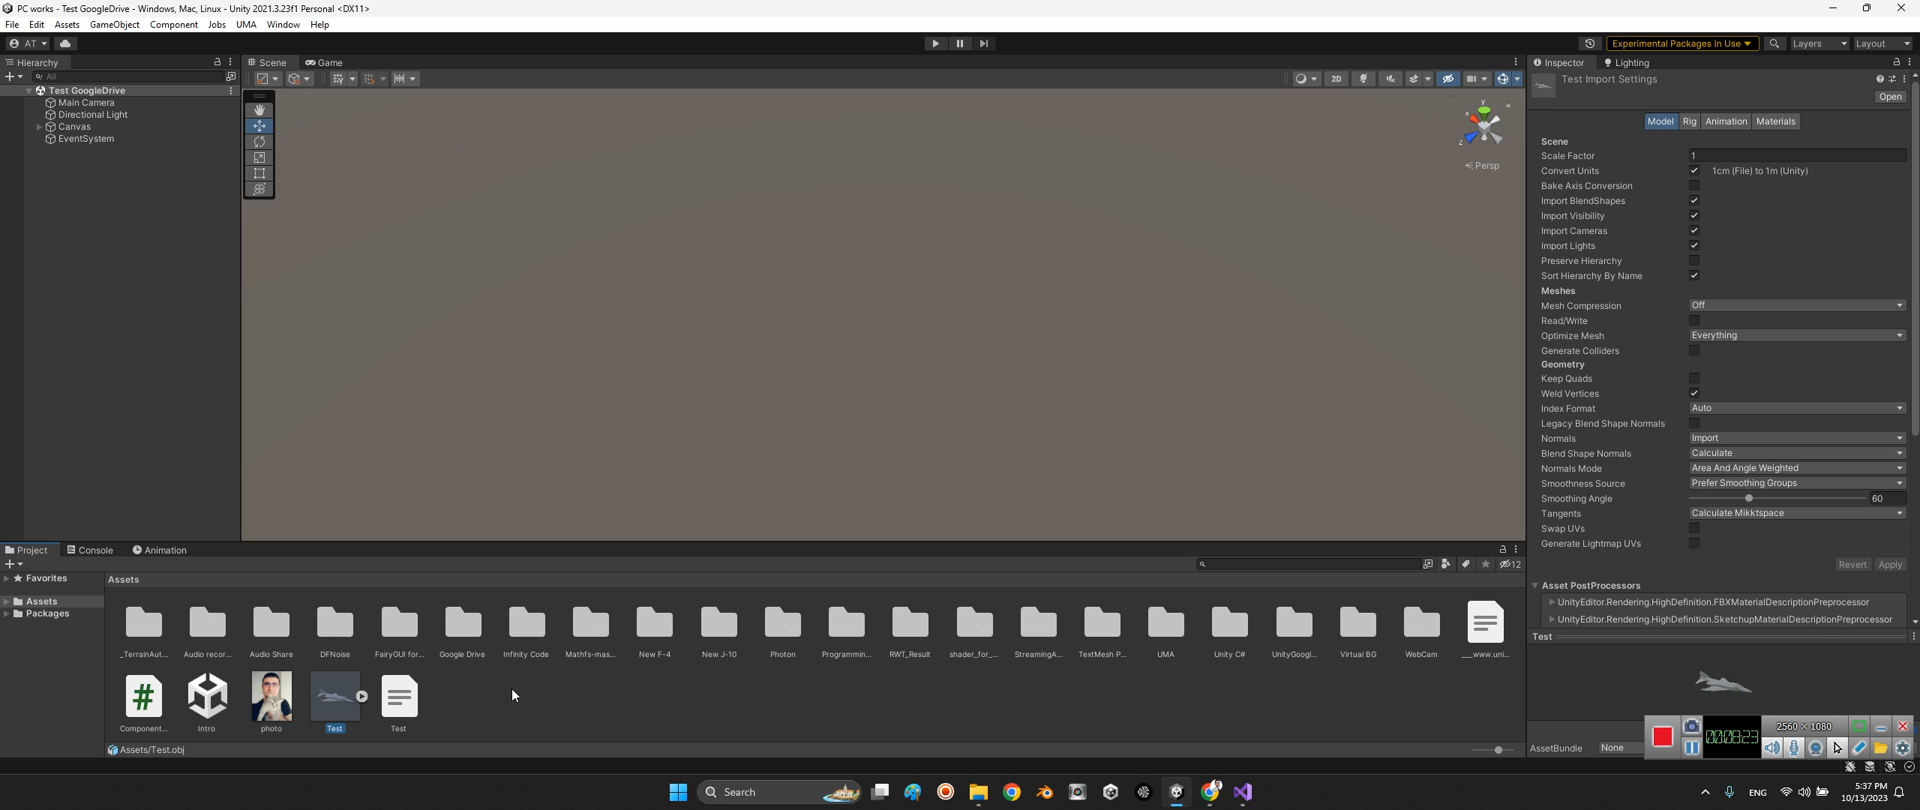 PC works - Test GoogleDrive - Windows, Mac, Linux - Unity 2021.3.23f1 Personal <DX11>
File Edit Assets GameObject Component Jobs UMA Window Help
AT
Experimental Packages In Use
Layers
Layout
Hierarchy
All
Test GoogleDrive
Main Camera
Directional Light
Canvas
EventSystem
Scene
Game
2D
y
x
z
Persp
Inspector
Lighting
Test Import Settings
Open
Model Rig Animation Materials
Scene
Scale Factor 1
Convert Units 1cm (File) to 1m (Unity)
Bake Axis Conversion
Import BlendShapes
Import Visibility
Import Cameras
Import Lights
Preserve Hierarchy
Sort Hierarchy By Name
Meshes
Mesh Compression Off
Read/Write
Optimize Mesh Everything
Generate Colliders
Geometry
Keep Quads
Weld Vertices
Index Format Auto
Legacy Blend Shape Normals
Normals Import
Blend Shape Normals Calculate
Normals Mode Area And Angle Weighted
Smoothness Source Prefer Smoothing Groups
Smoothing Angle 60
Tangents Calculate Mikktspace
Swap UVs
Generate Lightmap UVs
Revert Apply
Asset PostProcessors
UnityEditor.Rendering.HighDefinition.FBXMaterialDescriptionPreprocessor
UnityEditor.Rendering.HighDefinition.SketchupMaterialDescriptionPreprocessor
Test
AssetBundle None
Project
Console
Animation
12
Favorites
Assets
Packages
Assets
_TerrainAut... Audio recor... Audio Share DFNoise FairyGUI for... Google Drive Infinity Code Mathfs-mas... New F-4 New J-10 Photon Programmin... RWT_Result shader_for_... StreamingA... TextMesh P... UMA Unity C# UnityGoogl... Virtual BG WebCam ___www.uni...
Component... Intro photo Test Test
Assets/Test.obj
2560 × 1080
00:08:23
Search
ENG
5:37 PM
10/13/2023